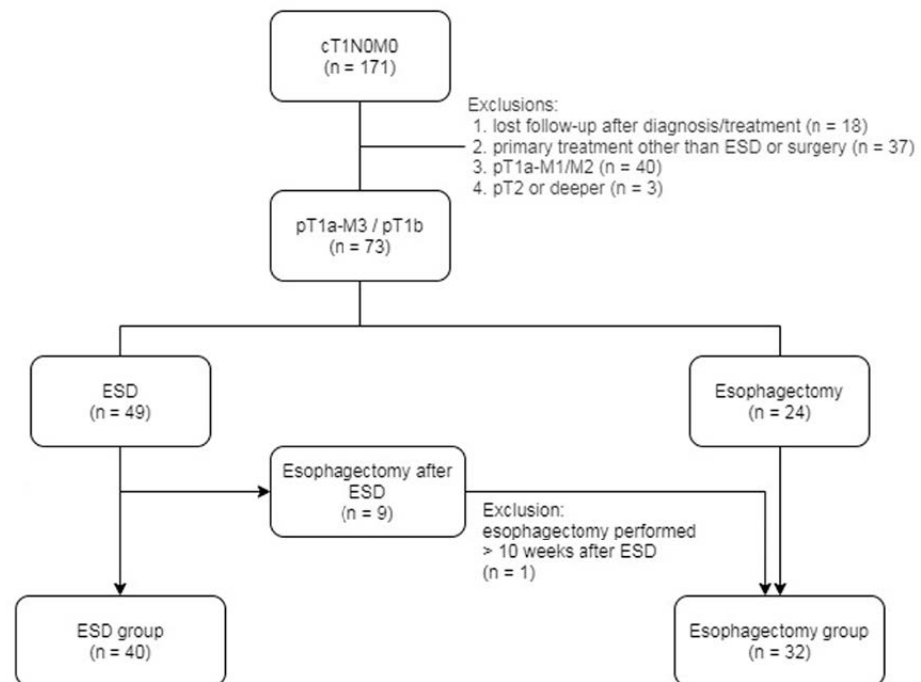 cT1N0M0
(n = 171)
Exclusions:
1. lost follow-up after diagnosis/treatment (n = 18)
2. primary treatment other than ESD or surgery (n = 37)
3. pT1a-M1/M2 (n = 40)
4. pT2 or deeper (n = 3)
pT1a-M3 / pT1b
(n = 73)
ESD
(n = 49)
Esophagectomy
(n = 24)
Esophagectomy after
ESD
(n = 9)
Exclusion:
esophagectomy performed
> 10 weeks after ESD
(n = 1)
ESD group
(n = 40)
Esophagectomy group
(n = 32)